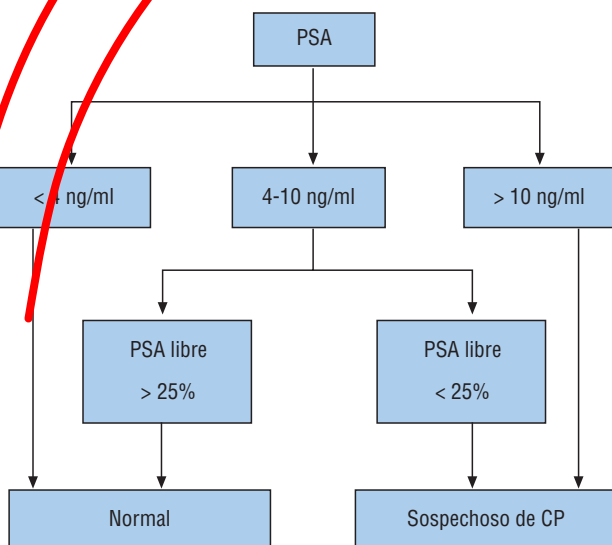 PSA
< 4 ng/ml
4-10 ng/ml
> 10 ng/ml
PSA libre
> 25%
PSA libre
< 25%
Normal
Sospechoso de CP